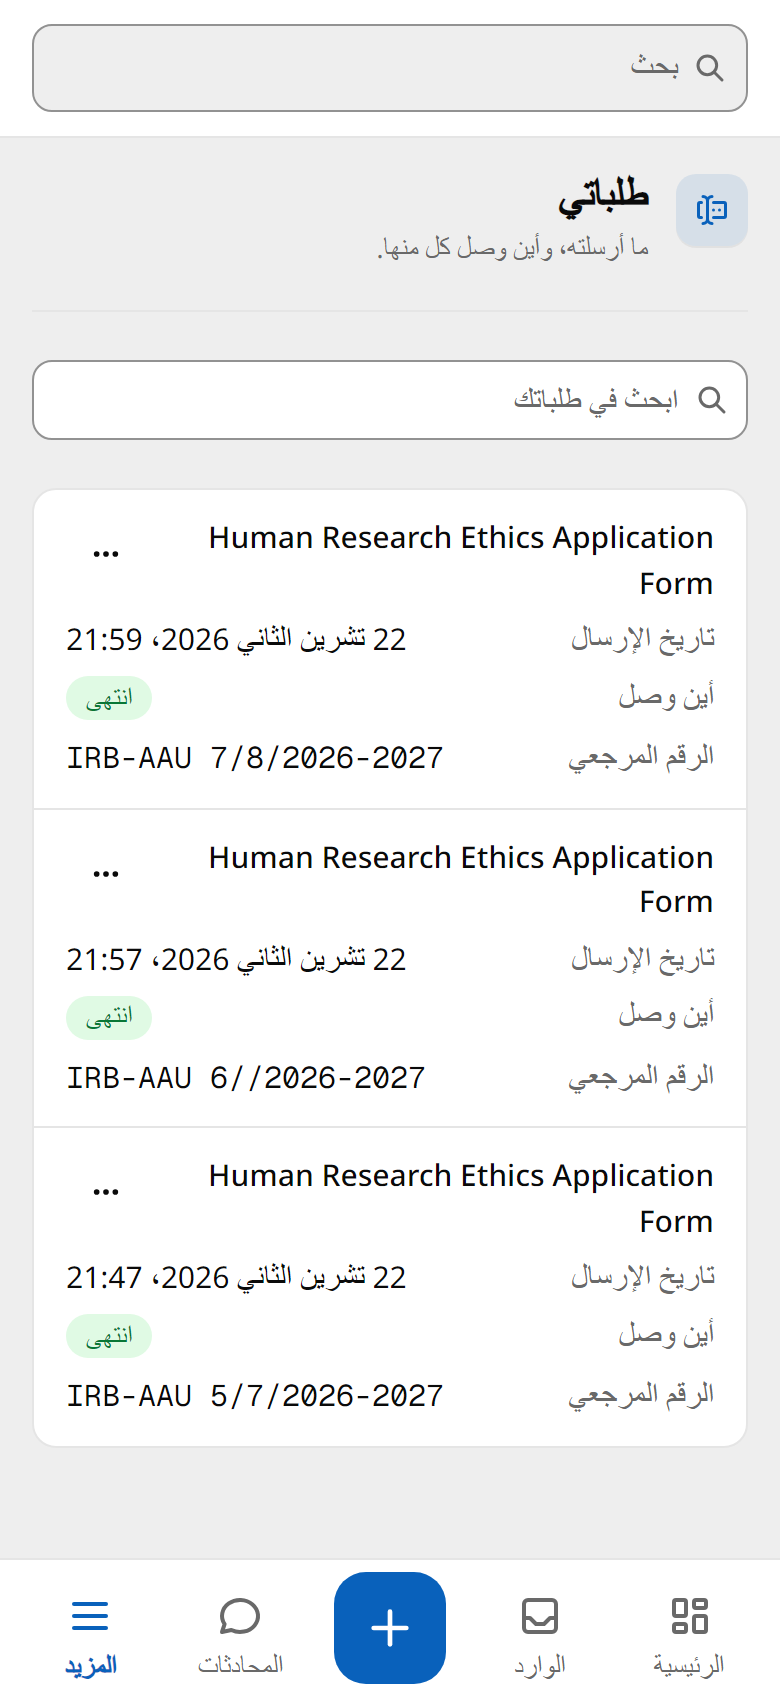 بحث
طلباتي
ما أرسلته، وأين وصل كل منها.
ابحث في طلباتك
Human Research Ethics Application
Form
...
تاريخ الإرسال
22 تشرين الثاني 2026، 21:59
أين وصل
انتهى
الرقم المرجعي
IRB-AAU 7/8/2026-2027
Human Research Ethics Application
Form
...
تاريخ الإرسال
22 تشرين الثاني 2026، 21:57
أين وصل
انتهى
الرقم المرجعي
IRB-AAU 6//2026-2027
Human Research Ethics Application
Form
...
تاريخ الإرسال
22 تشرين الثاني 2026، 21:47
أين وصل
انتهى
الرقم المرجعي
IRB-AAU 5/7/2026-2027
الرئيسية
الوارد
المحادثات
المزيد